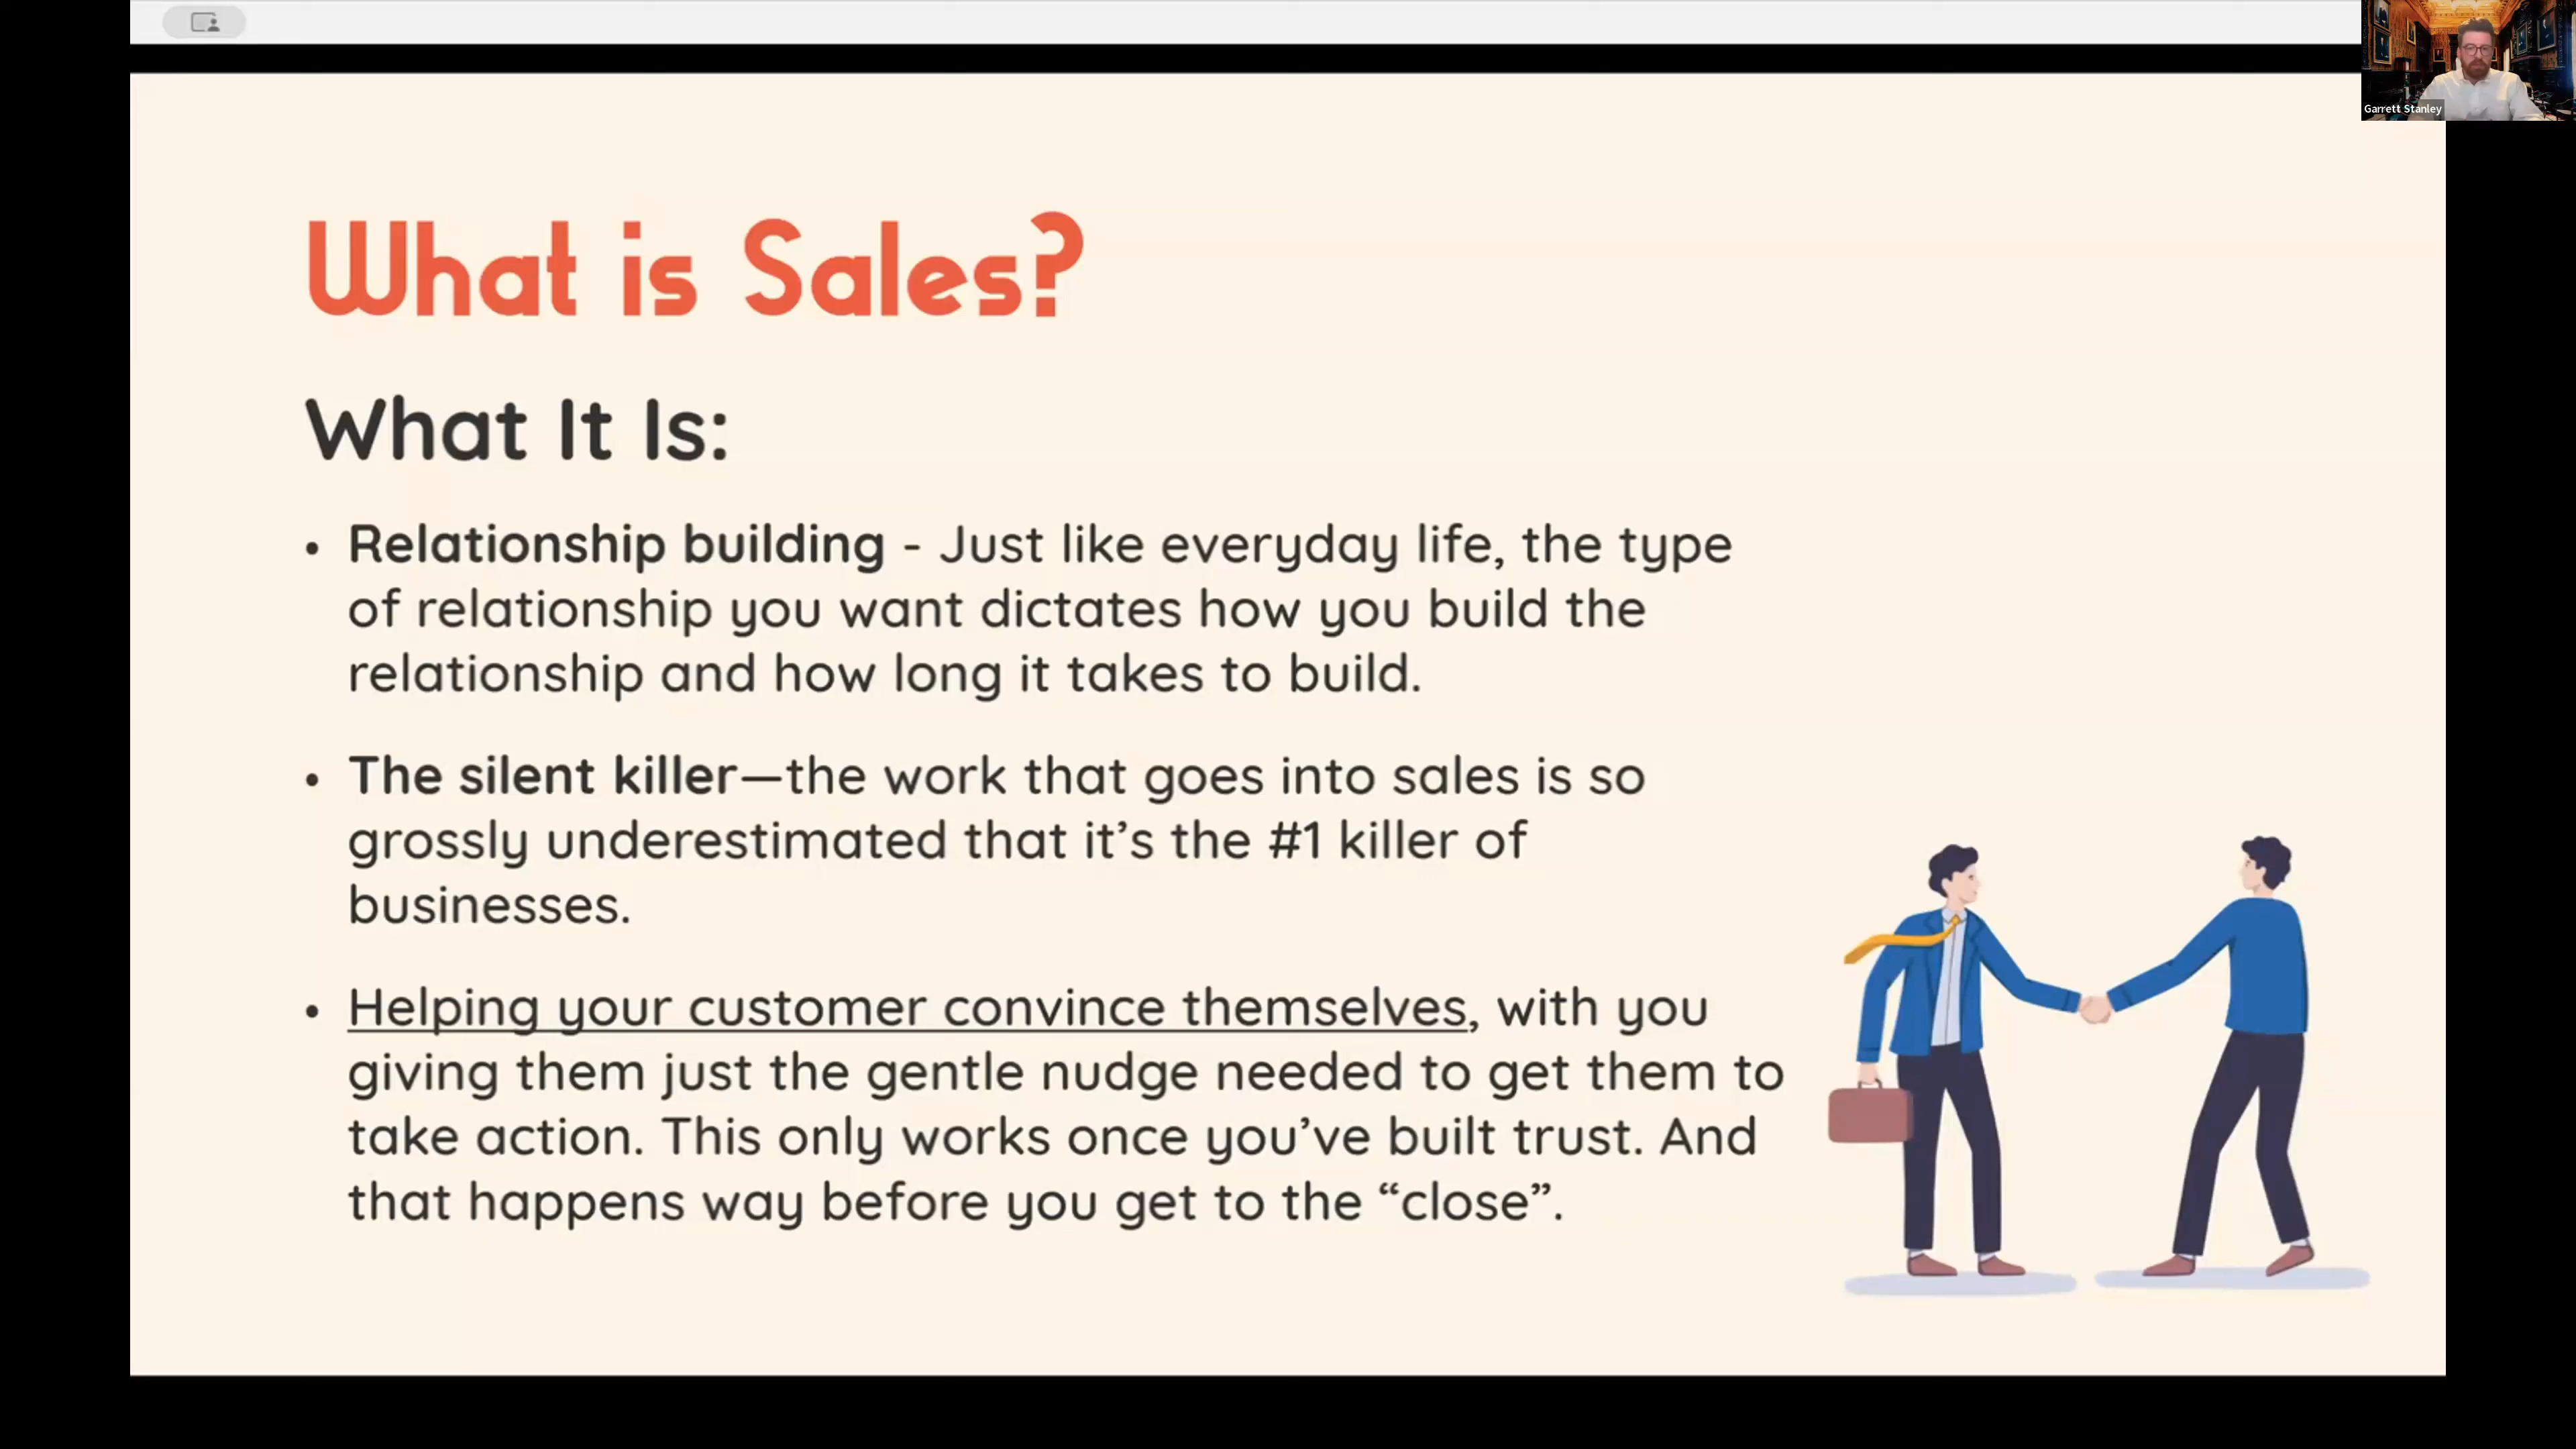 Garrett Stanley
What is Sales?
What It Is:
• Relationship building - Just like everyday life, the type
of relationship you want dictates how you build the
relationship and how long it takes to build.
• The silent killer—the work that goes into sales is so
grossly underestimated that it’s the #1 killer of
businesses.
• Helping your customer convince themselves, with you
giving them just the gentle nudge needed to get them to
take action. This only works once you’ve built trust. And
that happens way before you get to the “close”.